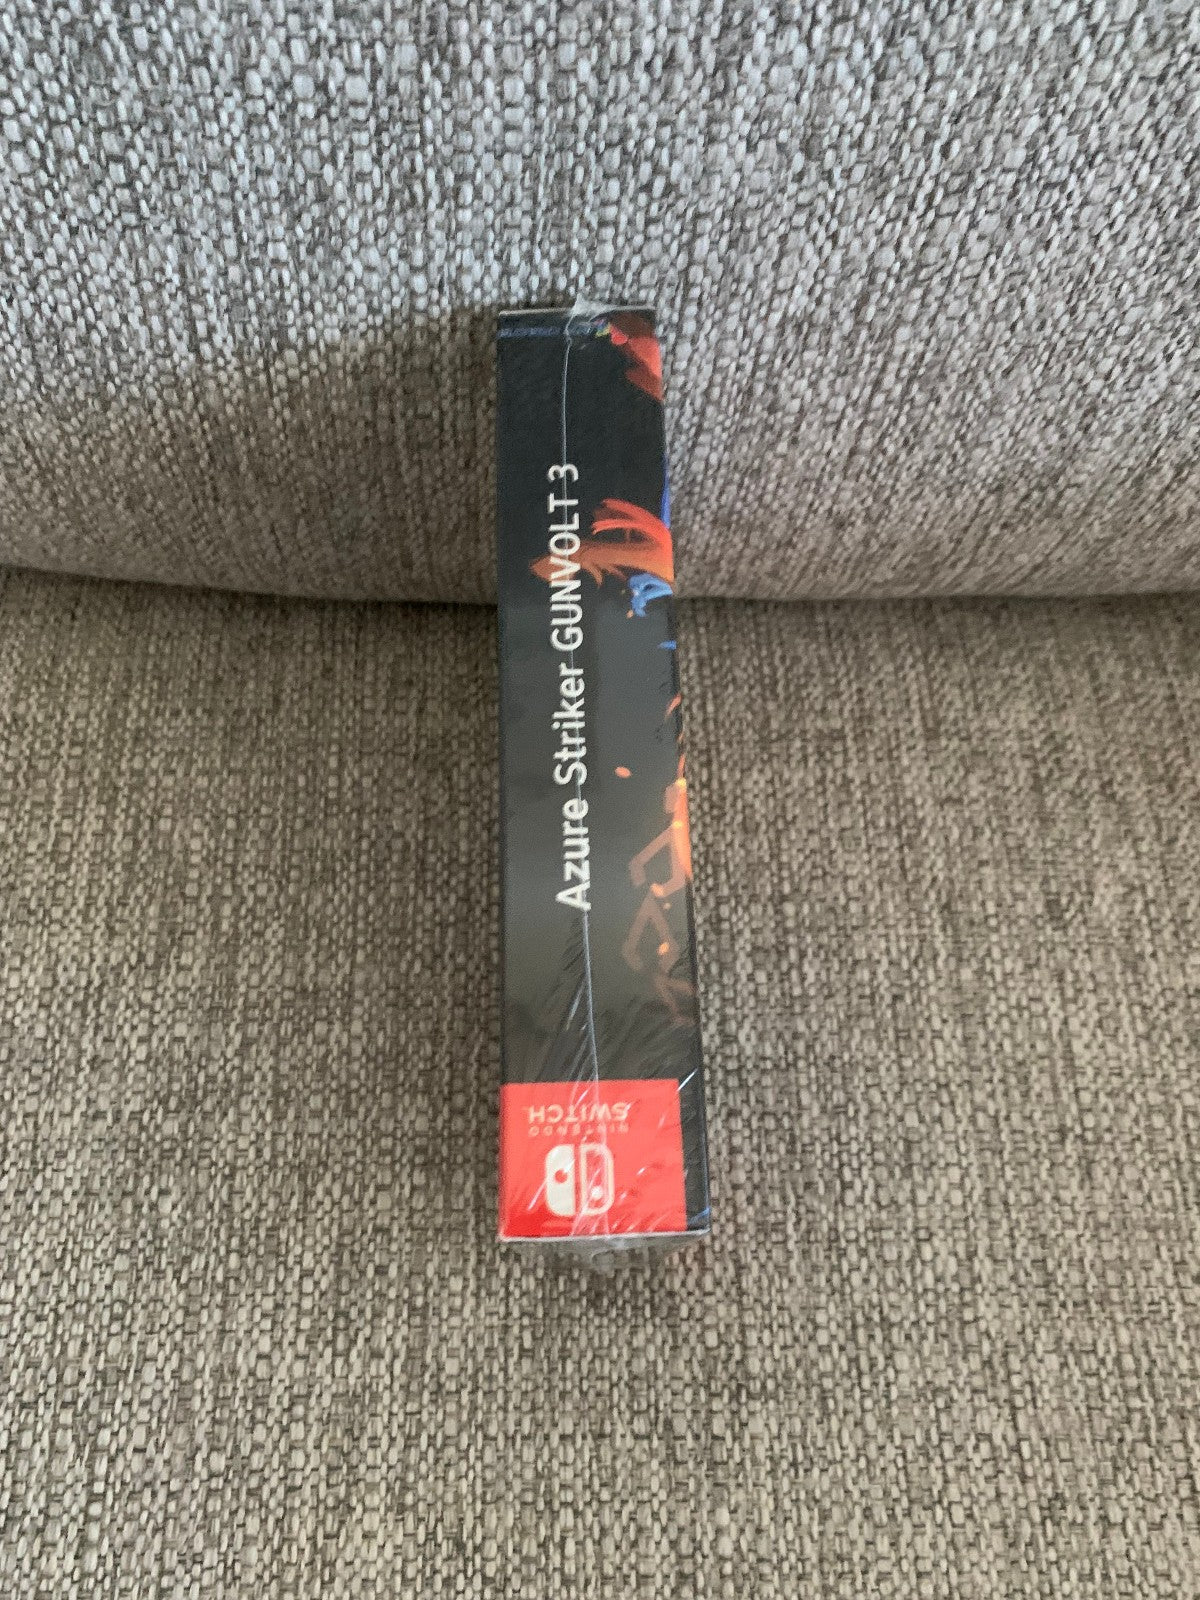 Azure Striker GUNVOLT 3
NINTENDO
SWITCH